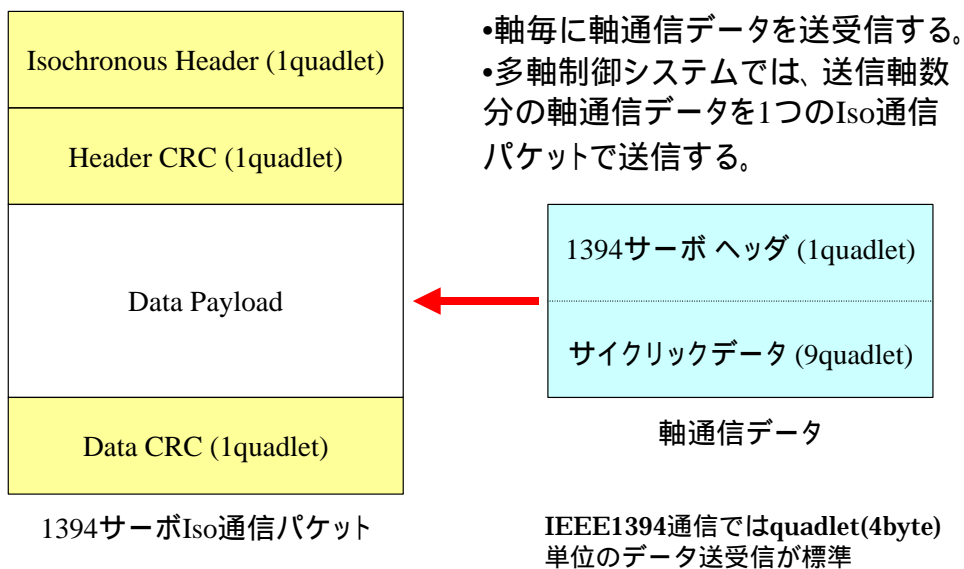 Isochronous Header (1quadlet)
Header CRC (1quadlet)
Data Payload
Data CRC (1quadlet)
1394サーボIso通信パケット
•軸毎に軸通信データを送受信する。
•多軸制御システムでは、送信軸数
分の軸通信データを1つのIso通信
パケットで送信する。
1394サーボ ヘッダ (1quadlet)
サイクリックデータ (9quadlet)
軸通信データ
IEEE1394通信ではquadlet(4byte)
単位のデータ送受信が標準